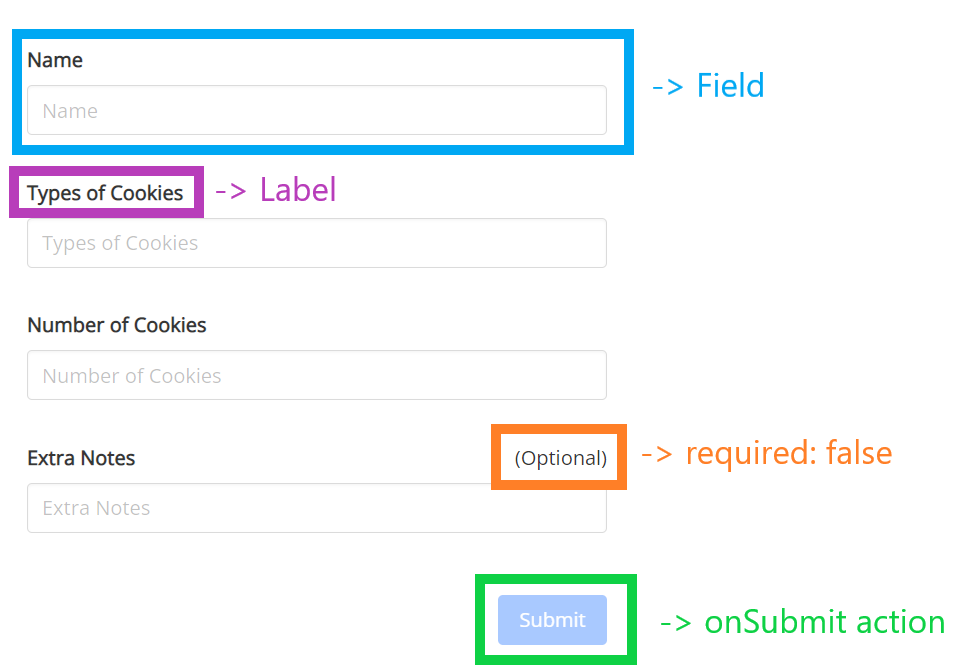 Name
-> Field
Name
Types of Cookies
-> Label
Types of Cookies
Number of Cookies
Number of Cookies
Extra Notes
(Optional)
-> required: false
Extra Notes
Submit
-> onSubmit action